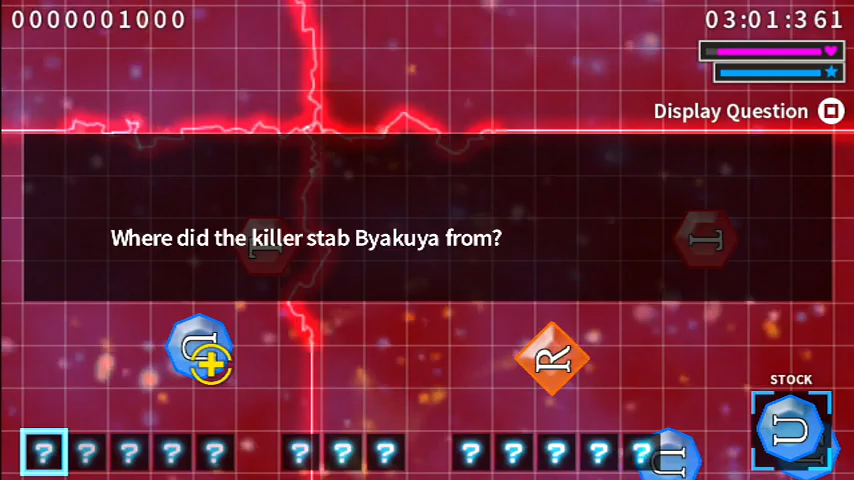 0000001000
03:01:361
Display Question
Where did the killer stab Byakuya from?
I
I
U
R
STOCK
U
? ? ? ? ? ? ? ? ? ? ? ? ?
U